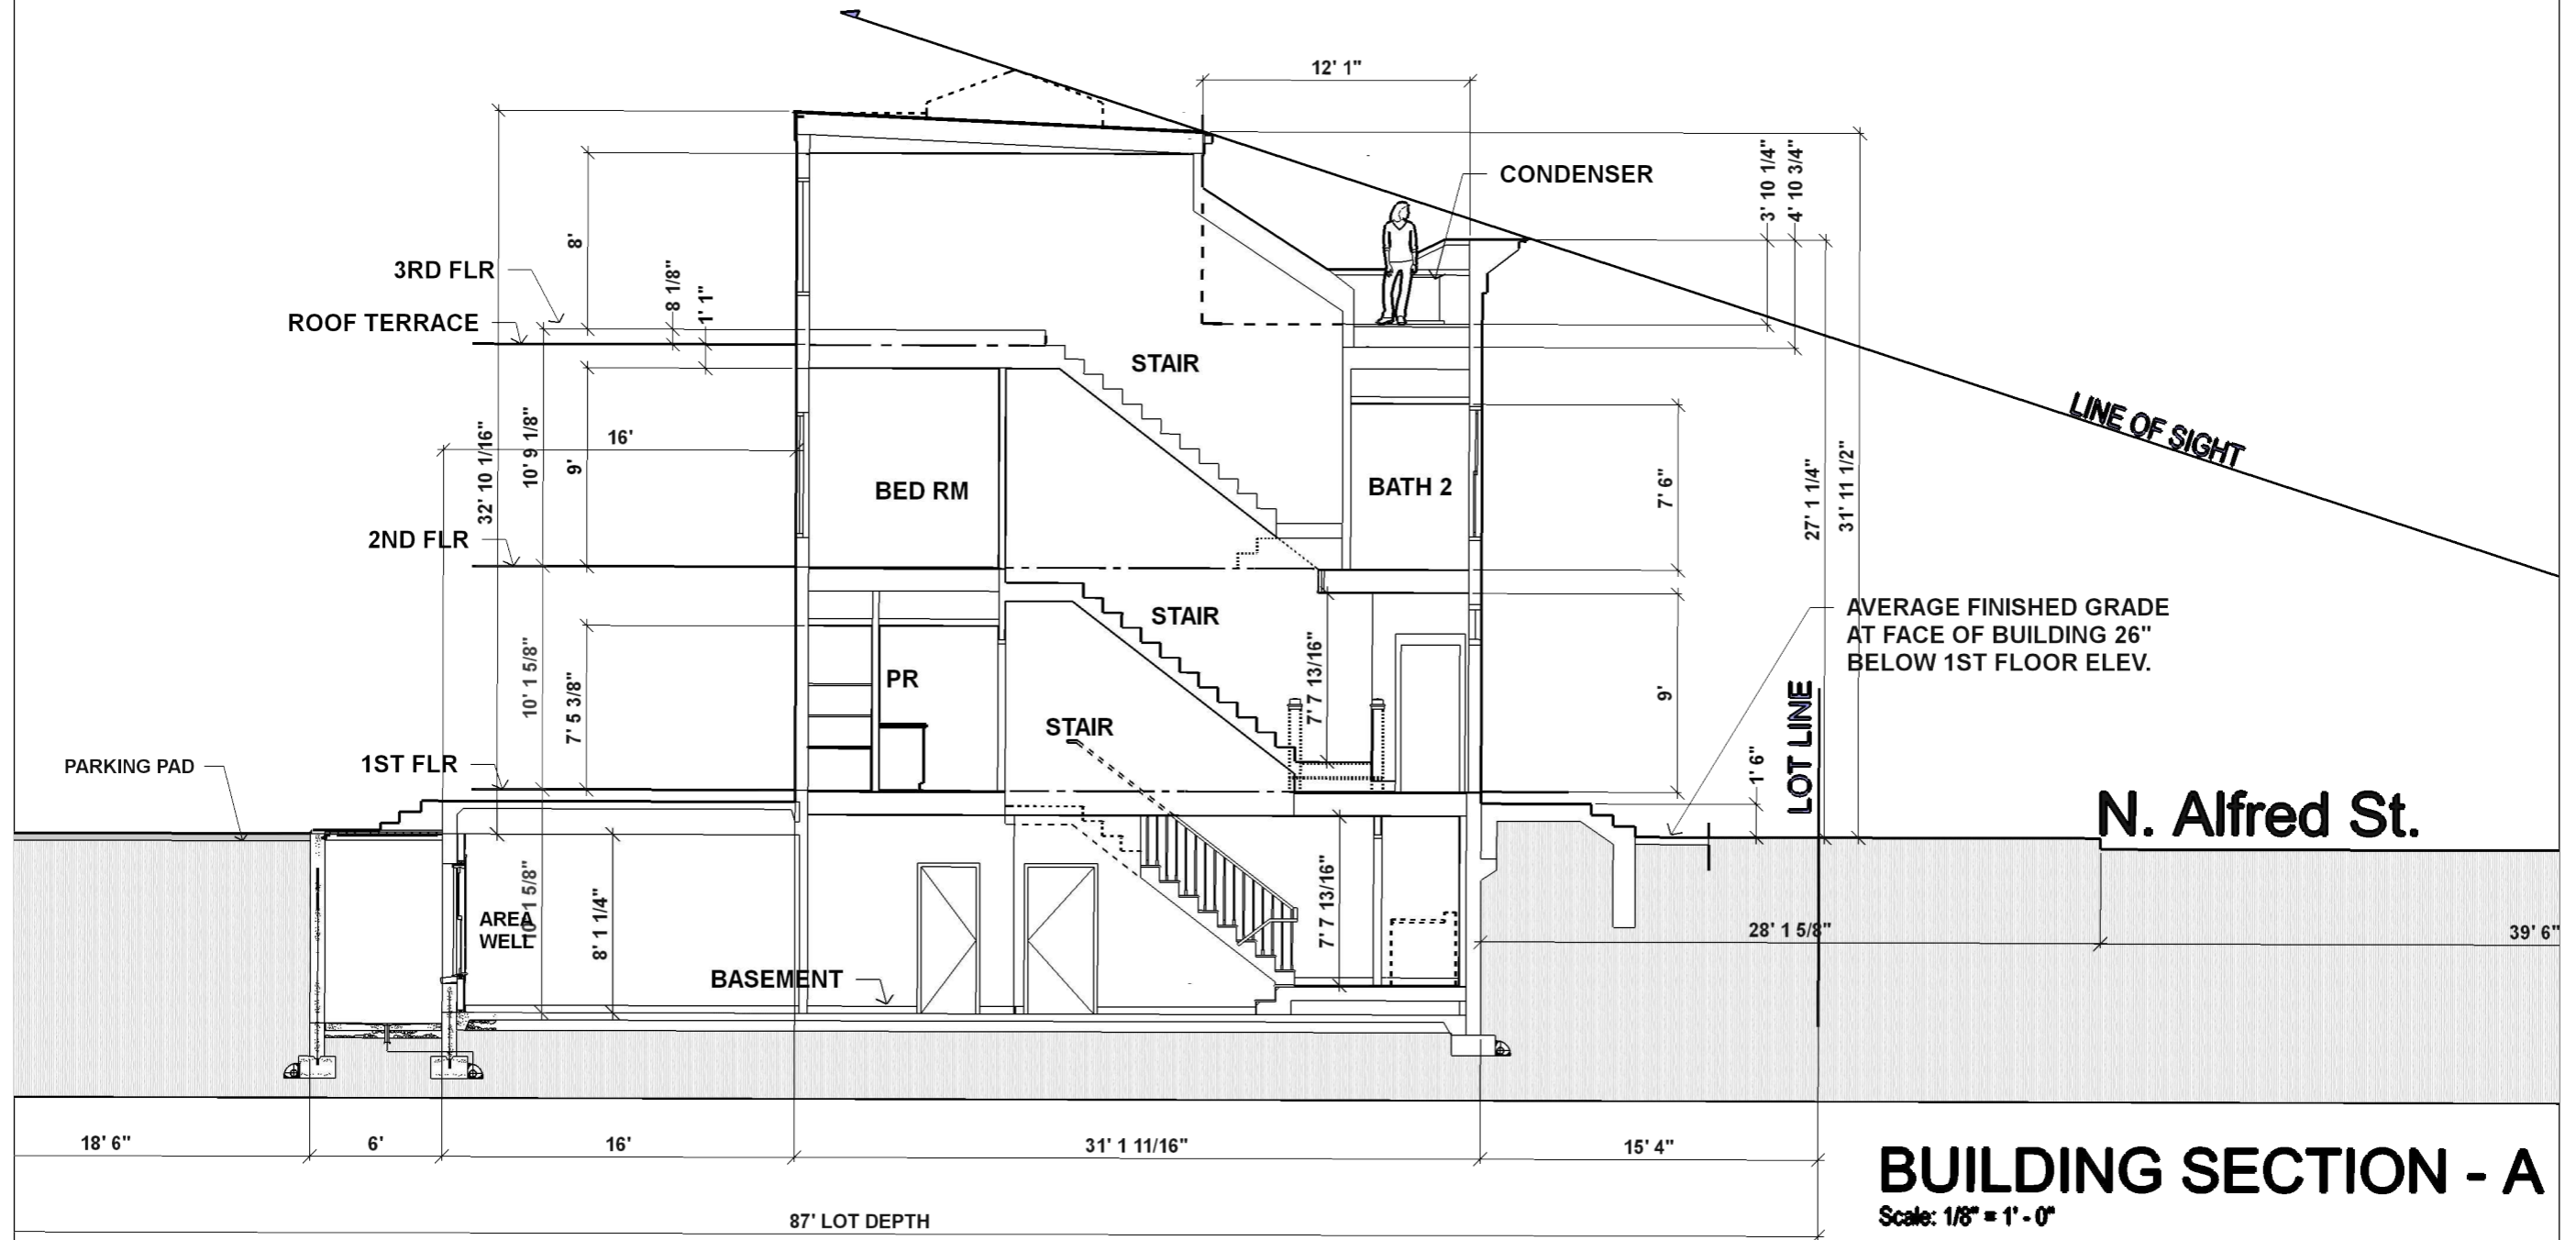 12' 1"
CONDENSER
3' 10 1/4"
4' 10 3/4"
8'
3RD FLR
8 1/8"
1' 1"
ROOF TERRACE
STAIR
LINE OF SIGHT
32' 10 1/16"
10' 9 1/8"
9'
16'
BED RM
BATH 2
7' 6"
27' 1 1/4"
31' 11 1/2"
2ND FLR
STAIR
AVERAGE FINISHED GRADE
AT FACE OF BUILDING 26"
BELOW 1ST FLOOR ELEV.
10' 1 5/8"
7' 5 3/8"
PR
7' 7 13/16"
9'
LOT LINE
STAIR
1' 6"
PARKING PAD
1ST FLR
N. Alfred St.
AREA
WELL
10' 1 5/8"
8' 1 1/4"
7' 7 13/16"
28' 1 5/8"
39' 6"
BASEMENT
18' 6"
6'
16'
31' 1 11/16"
15' 4"
BUILDING SECTION - A
Scale: 1/8" = 1' - 0"
87' LOT DEPTH